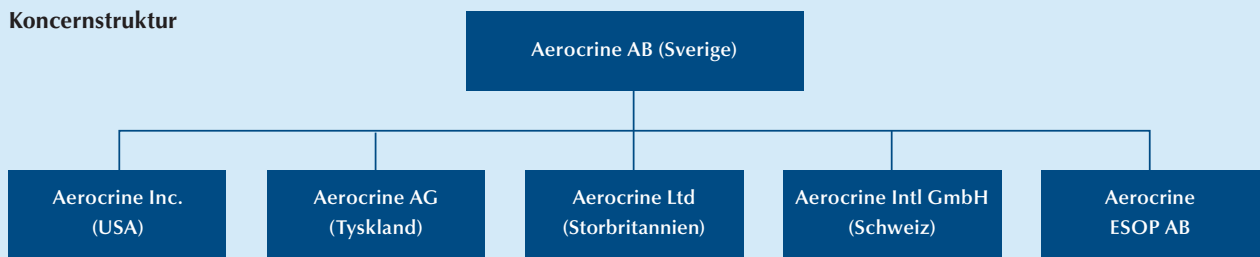 Koncernstruktur
Aerocrine AB (Sverige)
Aerocrine Inc.
(USA)
Aerocrine AG
(Tyskland)
Aerocrine Ltd
(Storbritannien)
Aerocrine Intl GmbH
(Schweiz)
Aerocrine
ESOP AB